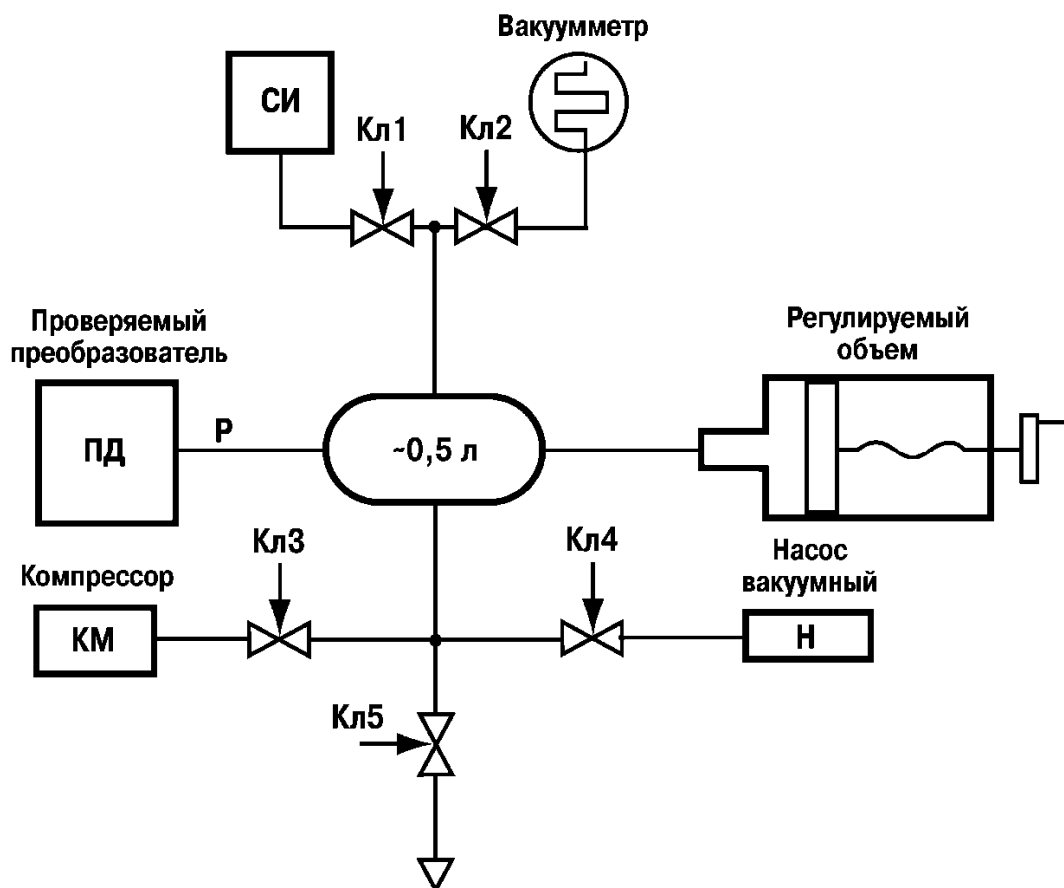 Вакуумметр
СИ
Кл1
Кл2
Проверяемый
преобразователь
Регулируемый
объем
ПД
Р
~0,5 л
Кл3
Кл4
Компрессор
Насос
вакуумный
КМ
Н
Кл5